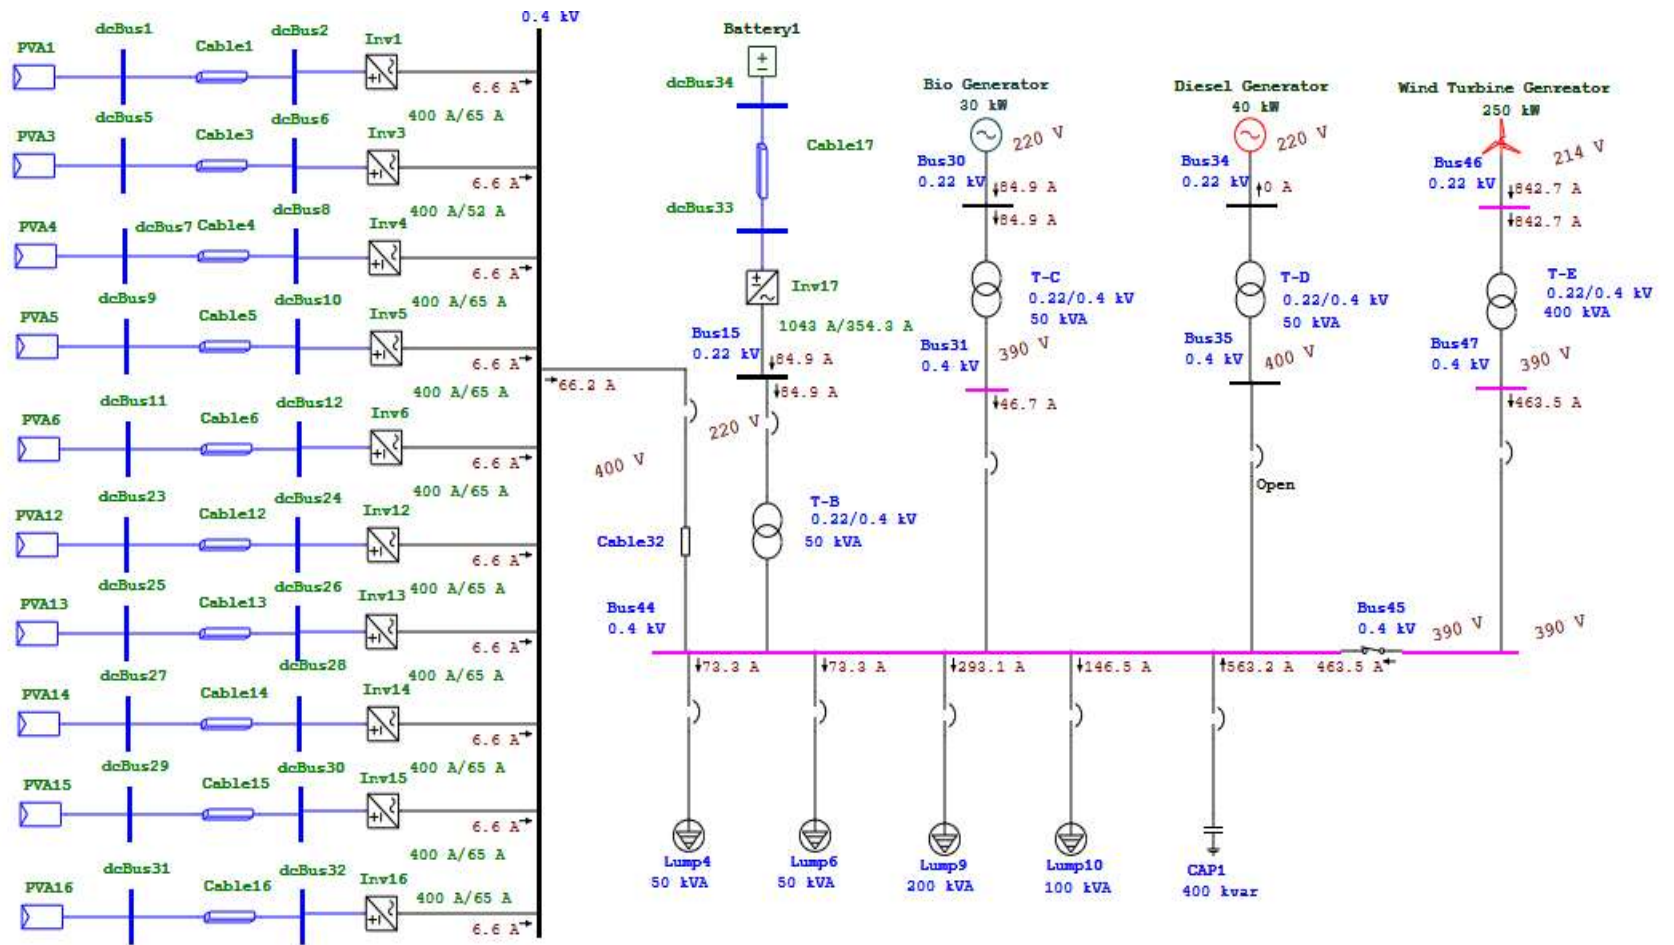 0.4 kV
PVA1
dcBus1
Cable1
dcBus2
Inv1
6.6 A
400 A/65 A
PVA3
dcBus5
Cable3
dcBus6
Inv3
6.6 A
400 A/52 A
PVA4
dcBus7
Cable4
dcBus8
Inv4
6.6 A
400 A/65 A
PVA5
dcBus9
Cable5
dcBus10
Inv5
6.6 A
400 A/65 A
PVA6
dcBus11
Cable6
dcBus12
Inv6
6.6 A
400 A/65 A
PVA12
dcBus23
Cable12
dcBus24
Inv12
6.6 A
400 A/65 A
PVA13
dcBus25
Cable13
dcBus26
Inv13
6.6 A
400 A/65 A
PVA14
dcBus27
Cable14
dcBus28
Inv14
6.6 A
400 A/65 A
PVA15
dcBus29
Cable15
dcBus30
Inv15
6.6 A
400 A/65 A
PVA16
dcBus31
Cable16
dcBus32
Inv16
400 A/65 A
6.6 A
66.2 A
400 V
Cable32
Battery1
dcBus34
Cable17
dcBus33
Inv17
1043 A/354.3 A
Bus15
0.22 kV
84.9 A
84.9 A
220 V
T-B
0.22/0.4 kV
50 kVA
Bio Generator
30 kW
220 V
Bus30
0.22 kV
84.9 A
84.9 A
T-C
0.22/0.4 kV
50 kVA
Bus31
0.4 kV
390 V
46.7 A
Diesel Generator
40 kW
220 V
Bus34
0.22 kV
0 A
T-D
0.22/0.4 kV
50 kVA
Bus35
0.4 kV
400 V
Open
Wind Turbine Genreator
250 kW
214 V
Bus46
0.22 kV
842.7 A
842.7 A
T-E
0.22/0.4 kV
400 kVA
Bus47
0.4 kV
390 V
463.5 A
Bus44
0.4 kV
Bus45
0.4 kV
390 V
390 V
73.3 A
73.3 A
293.1 A
146.5 A
563.2 A
463.5 A
Lump4
50 kVA
Lump6
50 kVA
Lump9
200 kVA
Lump10
100 kVA
CAP1
400 kvar